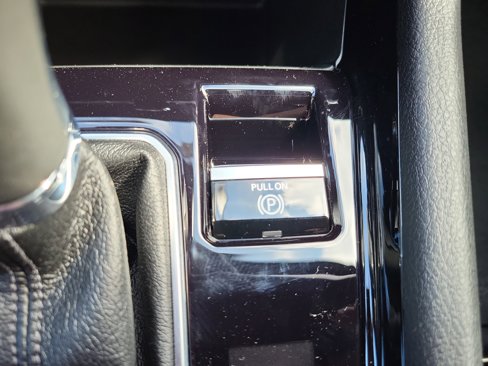 PULL ON
(P)